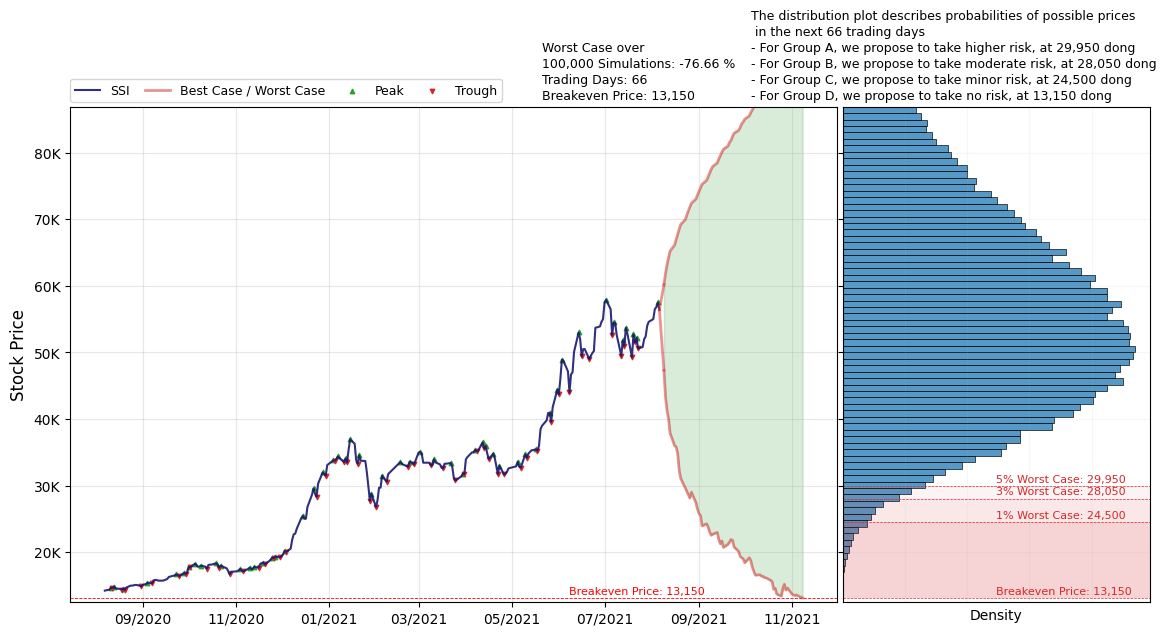 The distribution plot describes probabilities of possible prices
in the next 66 trading days
- For Group A, we propose to take higher risk, at 29,950 dong
- For Group B, we propose to take moderate risk, at 28,050 dong
- For Group C, we propose to take minor risk, at 24,500 dong
- For Group D, we propose to take no risk, at 13,150 dong
Worst Case over
100,000 Simulations: -76.66 %
Trading Days: 66
Breakeven Price: 13,150
SSI
Best Case / Worst Case
Peak
Trough
Stock Price
80K
70K
60K
50K
40K
30K
20K
Breakeven Price: 13,150
09/2020
11/2020
01/2021
03/2021
05/2021
07/2021
09/2021
11/2021
5% Worst Case: 29,950
3% Worst Case: 28,050
1% Worst Case: 24,500
Breakeven Price: 13,150
Density